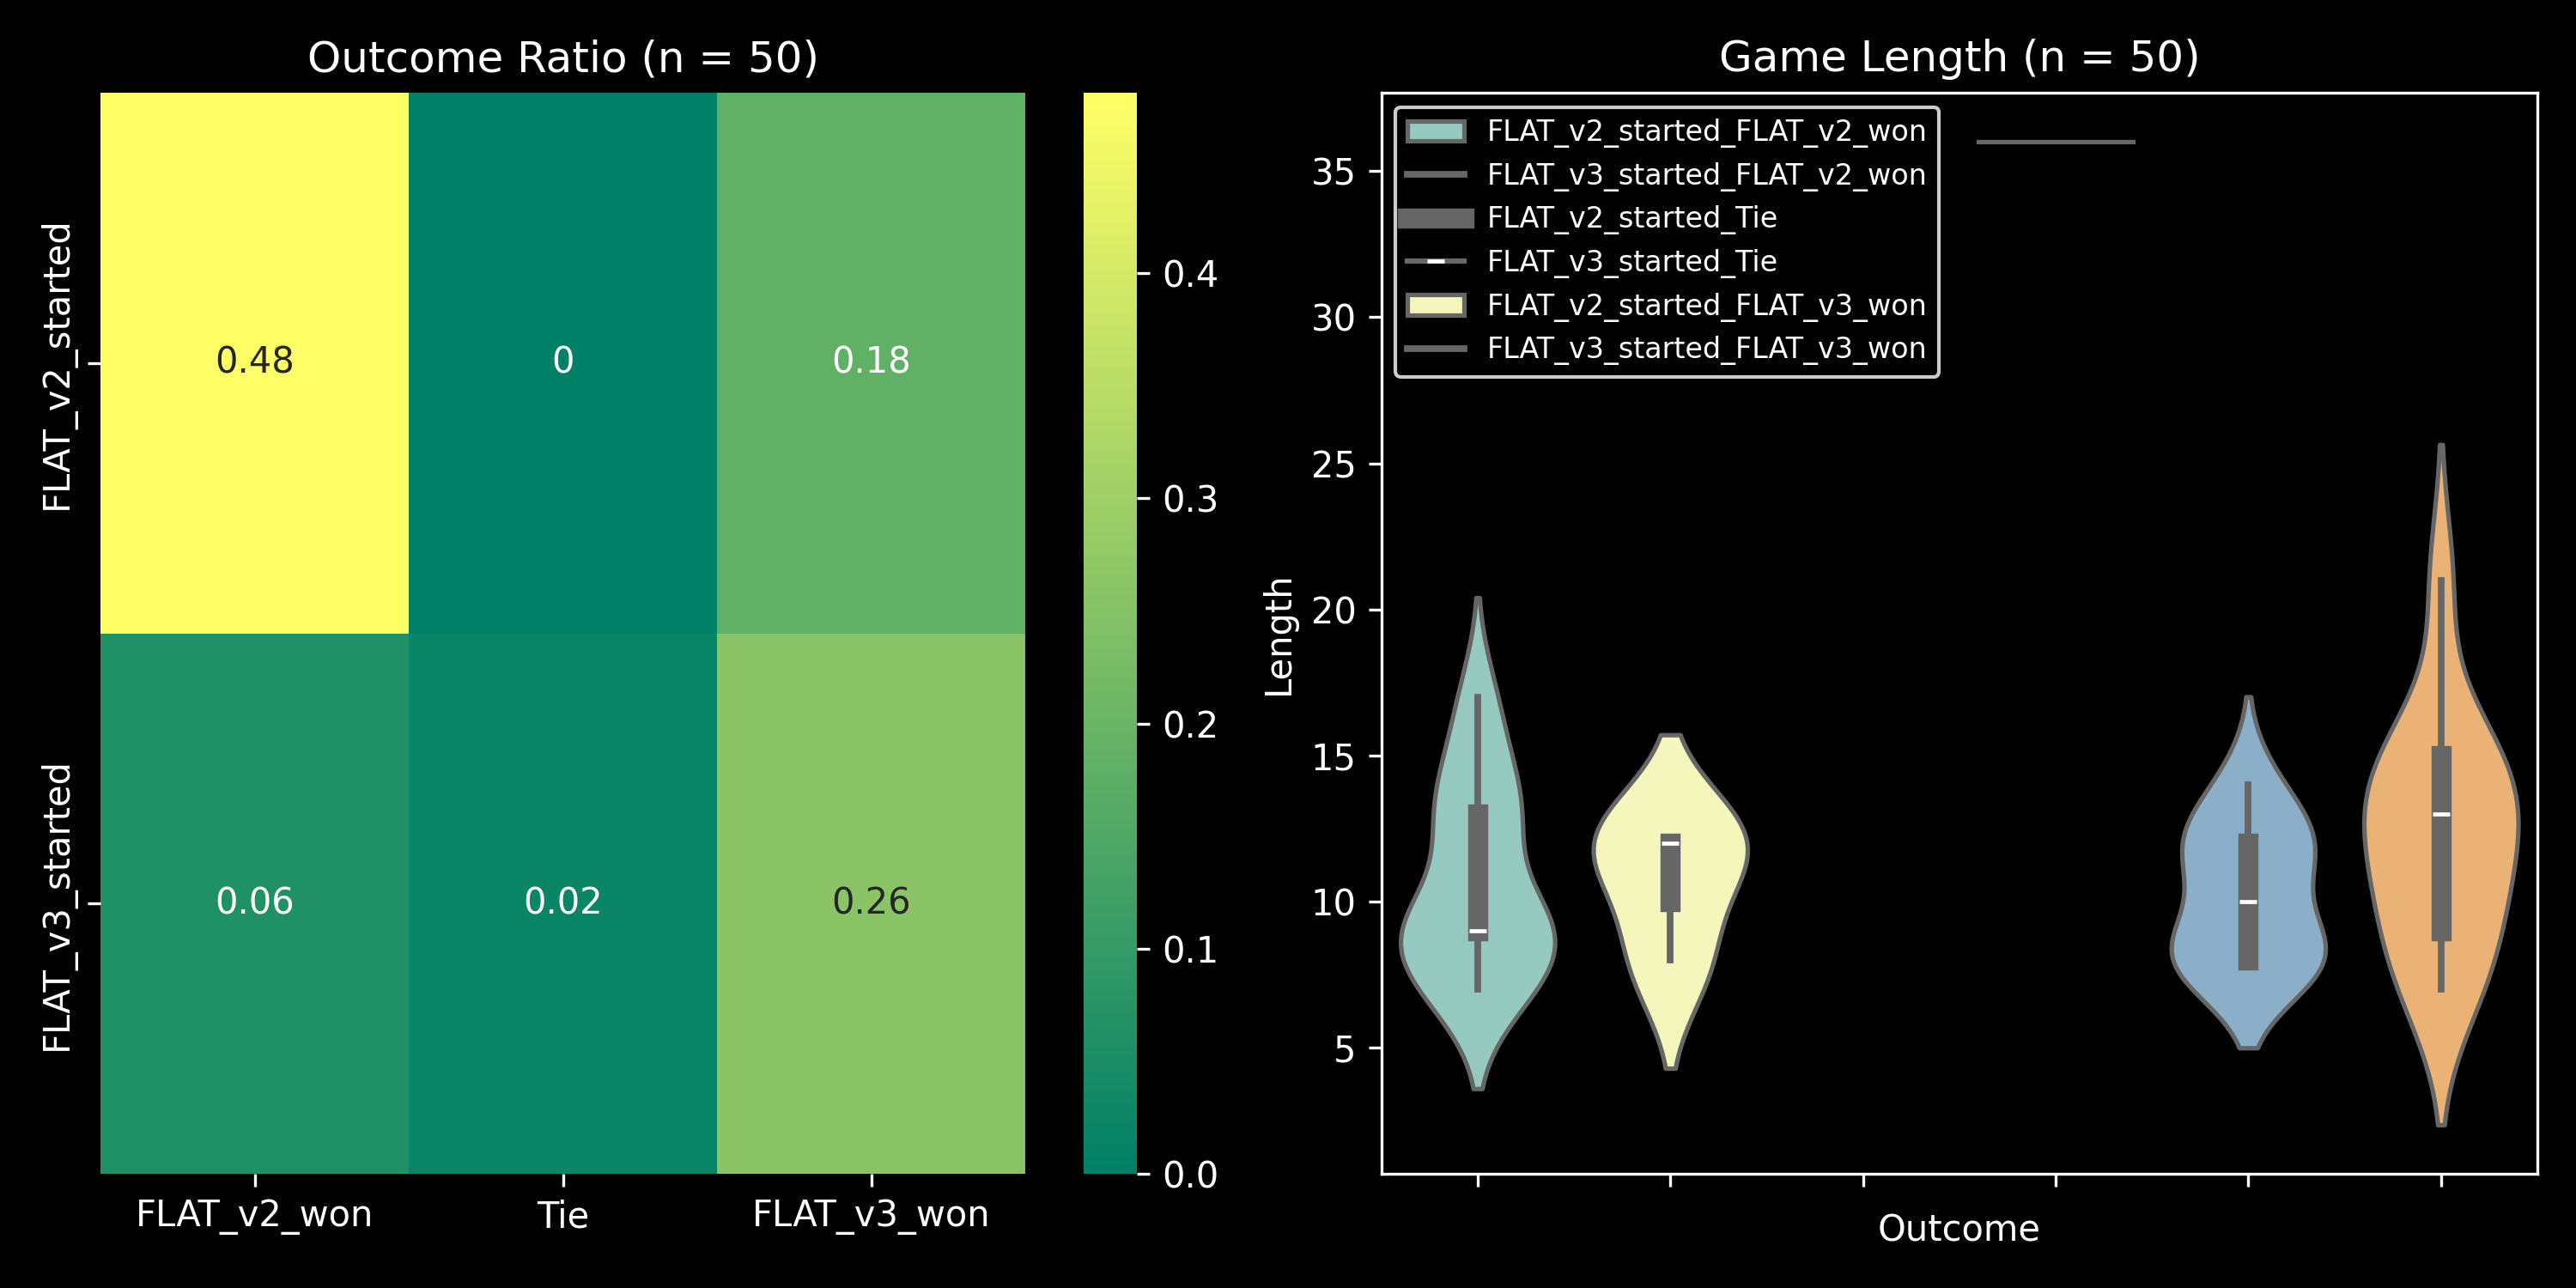 Outcome Ratio (n = 50)
FLAT_v2_started
FLAT_v3_started
0.48
0
0.18
0.06
0.02
0.26
FLAT_v2_won
Tie
FLAT_v3_won
0.4
0.3
0.2
0.1
0.0
Game Length (n = 50)
Length
35
30
25
20
15
10
5
FLAT_v2_started_FLAT_v2_won
FLAT_v3_started_FLAT_v2_won
FLAT_v2_started_Tie
FLAT_v3_started_Tie
FLAT_v2_started_FLAT_v3_won
FLAT_v3_started_FLAT_v3_won
Outcome